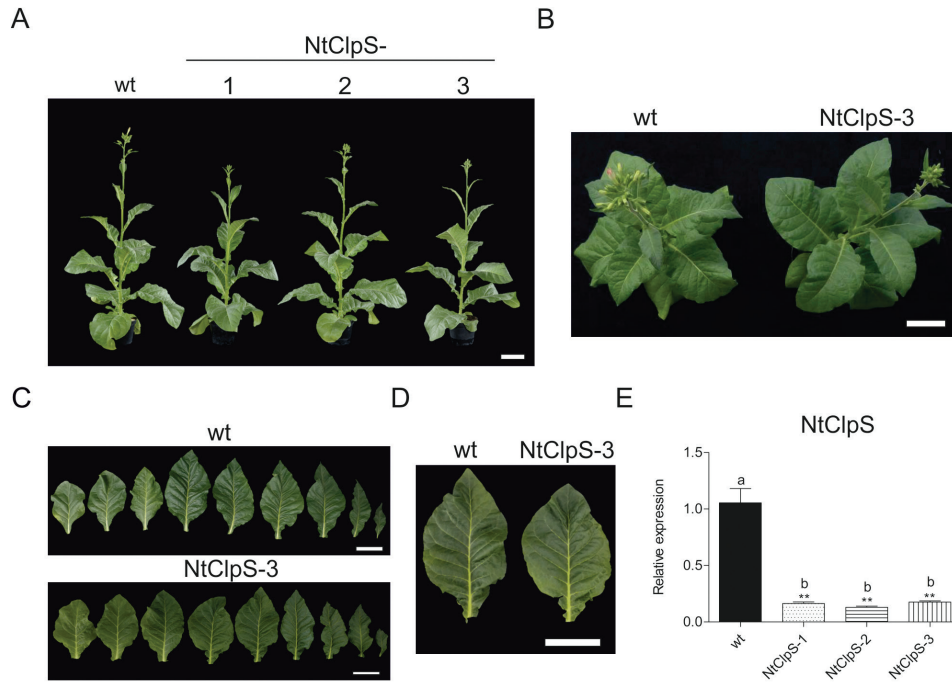 A
NtClpS-
wt 1 2 3
B
wt NtClpS-3
C
wt
NtClpS-3
D
wt NtClpS-3
E
NtClpS
Relative expression
1.5
1.0
0.5
0.0
a
b
**
b
**
b
**
wt
NtClpS-1
NtClpS-2
NtClpS-3